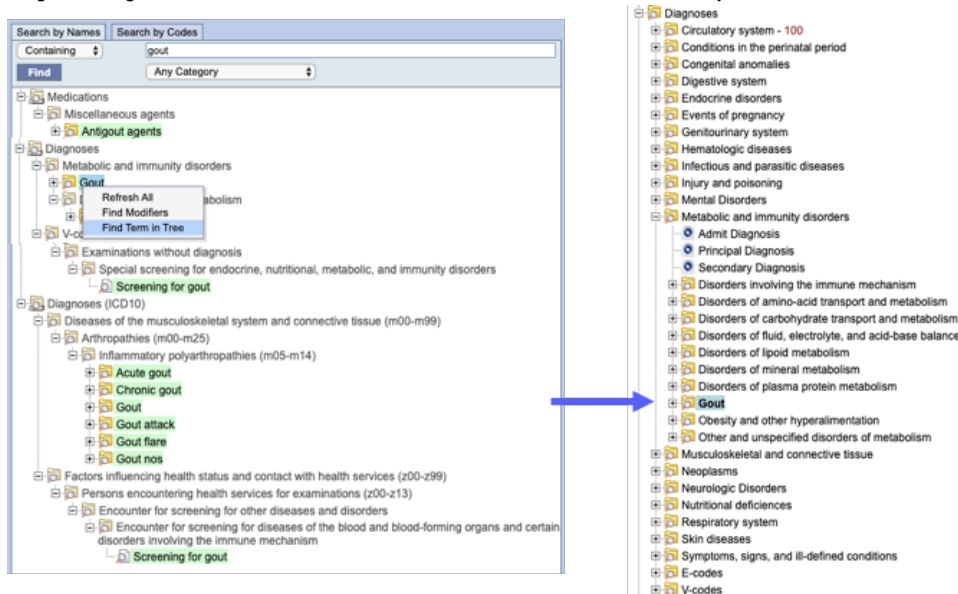 Search by Names Search by Codes
Containing gout
Find Any Category
Medications
Miscellaneous agents
Antigout agents
Diagnoses
Metabolic and immunity disorders
Gout
Refresh All
abolism
Find Modifiers
Find Term in Tree
Examinations without diagnosis
Special screening for endocrine, nutritional, metabolic, and immunity disorders
Screening for gout
Diagnoses (ICD10)
Diseases of the musculoskeletal system and connective tissue (m00-m99)
Arthropathies (m00-m25)
Inflammatory polyarthropathies (m05-m14)
Acute gout
Chronic gout
Gout
Gout attack
Gout flare
Gout nos
Factors influencing health status and contact with health services (z00-z99)
Persons encountering health services for examinations (z00-z13)
Encounter for screening for other diseases and disorders
Encounter for screening for diseases of the blood and blood-forming organs and certain
disorders involving the immune mechanism
Screening for gout
Diagnoses
Circulatory system - 100
Conditions in the perinatal period
Congenital anomalies
Digestive system
Endocrine disorders
Events of pregnancy
Genitourinary system
Hematologic diseases
Infectious and parasitic diseases
Injury and poisoning
Mental Disorders
Metabolic and immunity disorders
Admit Diagnosis
Principal Diagnosis
Secondary Diagnosis
Disorders involving the immune mechanism
Disorders of amino-acid transport and metabolism
Disorders of carbohydrate transport and metabolism
Disorders of fluid, electrolyte, and acid-base balance
Disorders of lipoid metabolism
Disorders of mineral metabolism
Disorders of plasma protein metabolism
Gout
Obesity and other hyperalimentation
Other and unspecified disorders of metabolism
Musculoskeletal and connective tissue
Neoplasms
Neurologic Disorders
Nutritional deficiences
Respiratory system
Skin diseases
Symptoms, signs, and ill-defined conditions
E-codes
V-codes